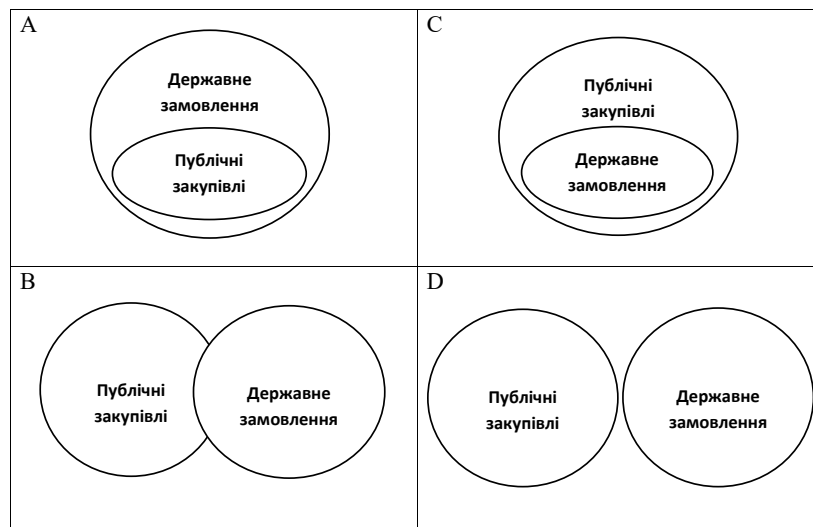 A
Державне
замовлення
Публічні
закупівлі
C
Публічні
закупівлі
Державне
замовлення
B
Публічні
закупівлі
Державне
замовлення
D
Публічні
закупівлі
Державне
замовлення